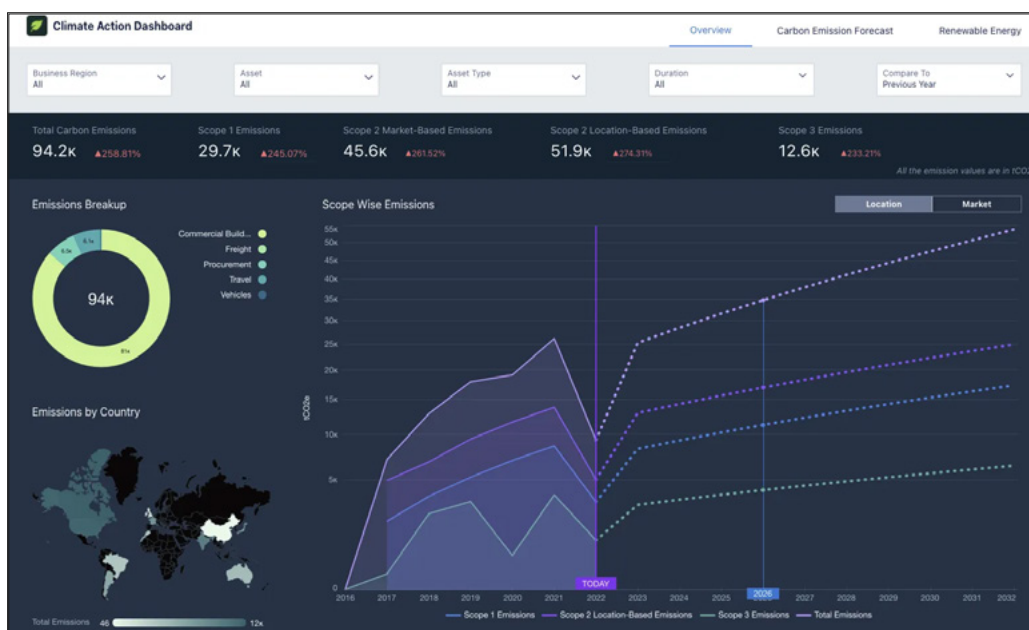 Climate Action Dashboard
Overview
Carbon Emission Forecast
Renewable Energy
Business Region
All
Asset
All
Asset Type
All
Duration
All
Compare To
Previous Year
Total Carbon Emissions
94.2K ▲258.81%
Scope 1 Emissions
29.7K ▲245.07%
Scope 2 Market-Based Emissions
45.6K ▲261.52%
Scope 2 Location-Based Emissions
51.9K ▲274.31%
Scope 3 Emissions
12.6K ▲233.21%
All the emission values are in tCO2
Emissions Breakup
6.5K
6.1K
94K
81K
Commercial Build...
Freight
Procurement
Travel
Vehicles
Emissions by Country
Total Emissions 46 12K
Scope Wise Emissions
Location
Market
55K
50K
45K
40K
35K
30K
25K
20K
15K
10K
5K
0
tCO2e
TODAY
2016 2017 2018 2019 2020 2021 2022 2023 2024 2025 2026 2027 2028 2029 2030 2031 2032
Scope 1 Emissions Scope 2 Location-Based Emissions Scope 3 Emissions Total Emissions